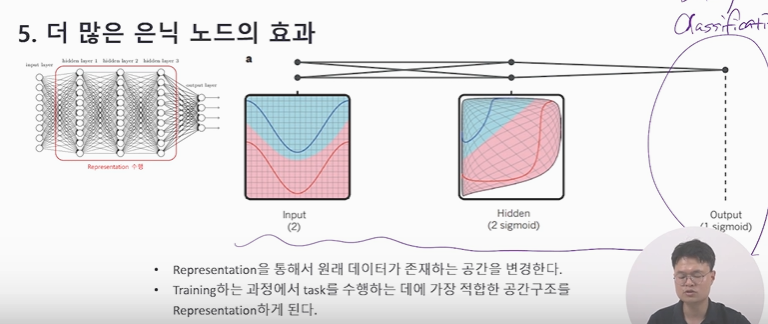 Classificati
5. 더 많은 은닉 노드의 효과
input layer
hidden layer 1 hidden layer 2 hidden layer 3
output layer
Representation 수행
a
Input
(2)
Hidden
(2 sigmoid)
Output
(1 sigmoid)
• Representation을 통해서 원래 데이터가 존재하는 공간을 변경한다.
• Training하는 과정에서 task를 수행하는 데에 가장 적합한 공간구조를
Representation하게 된다.